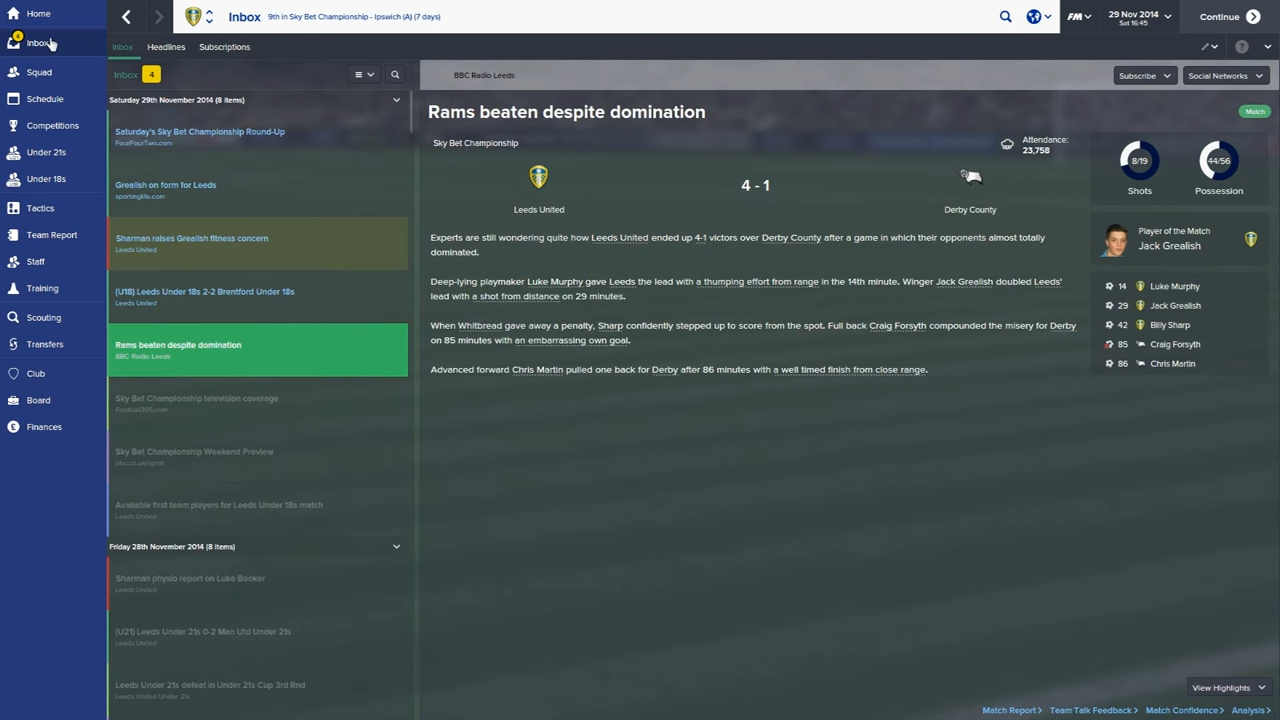 Home
Inbox
4
Squad
Schedule
Competitions
Under 21s
Under 18s
Tactics
Team Report
Staff
Training
Scouting
Transfers
Club
Board
Finances
Inbox
9th in Sky Bet Championship - Ipswich (A) (7 days)
FM
29 Nov 2014
Sat 16:45
Continue
Inbox
Headlines
Subscriptions
Inbox 4
Saturday 29th November 2014 (8 items)
Saturday's Sky Bet Championship Round-Up
FourFourTwo.com
Grealish on form for Leeds
sportinglife.com
Sharman raises Grealish fitness concern
Leeds United
(U18) Leeds Under 18s 2-2 Brentford Under 18s
Leeds United
Rams beaten despite domination
BBC Radio Leeds
Sky Bet Championship television coverage
Football365.com
Sky Bet Championship Weekend Preview
bbc.co.uk/sport
Available first team players for Leeds Under 18s match
Leeds United
Friday 28th November 2014 (8 items)
Sharman physio report on Luke Booker
Leeds United
(U21) Leeds Under 21s 0-2 Man Utd Under 21s
Leeds United
Leeds Under 21s defeat in Under 21s Cup 3rd Rnd
Leeds United Under 21s
BBC Radio Leeds
Subscribe
Social Networks
Rams beaten despite domination
Match
Sky Bet Championship
Attendance:
23,758
4 - 1
Leeds United
Derby County
Experts are still wondering quite how Leeds United ended up 4-1 victors over Derby County after a game in which their opponents almost totally
dominated.
Deep-lying playmaker Luke Murphy gave Leeds the lead with a thumping effort from range in the 14th minute. Winger Jack Grealish doubled Leeds'
lead with a shot from distance on 29 minutes.
When Whitbread gave away a penalty, Sharp confidently stepped up to score from the spot. Full back Craig Forsyth compounded the misery for Derby
on 85 minutes with an embarrassing own goal.
Advanced forward Chris Martin pulled one back for Derby after 86 minutes with a well timed finish from close range.
8/19
Shots
44/56
Possession
Player of the Match
Jack Grealish
14 Luke Murphy
29 Jack Grealish
42 Billy Sharp
85 Craig Forsyth
86 Chris Martin
View Highlights
Match Report
Team Talk Feedback
Match Confidence
Analysis